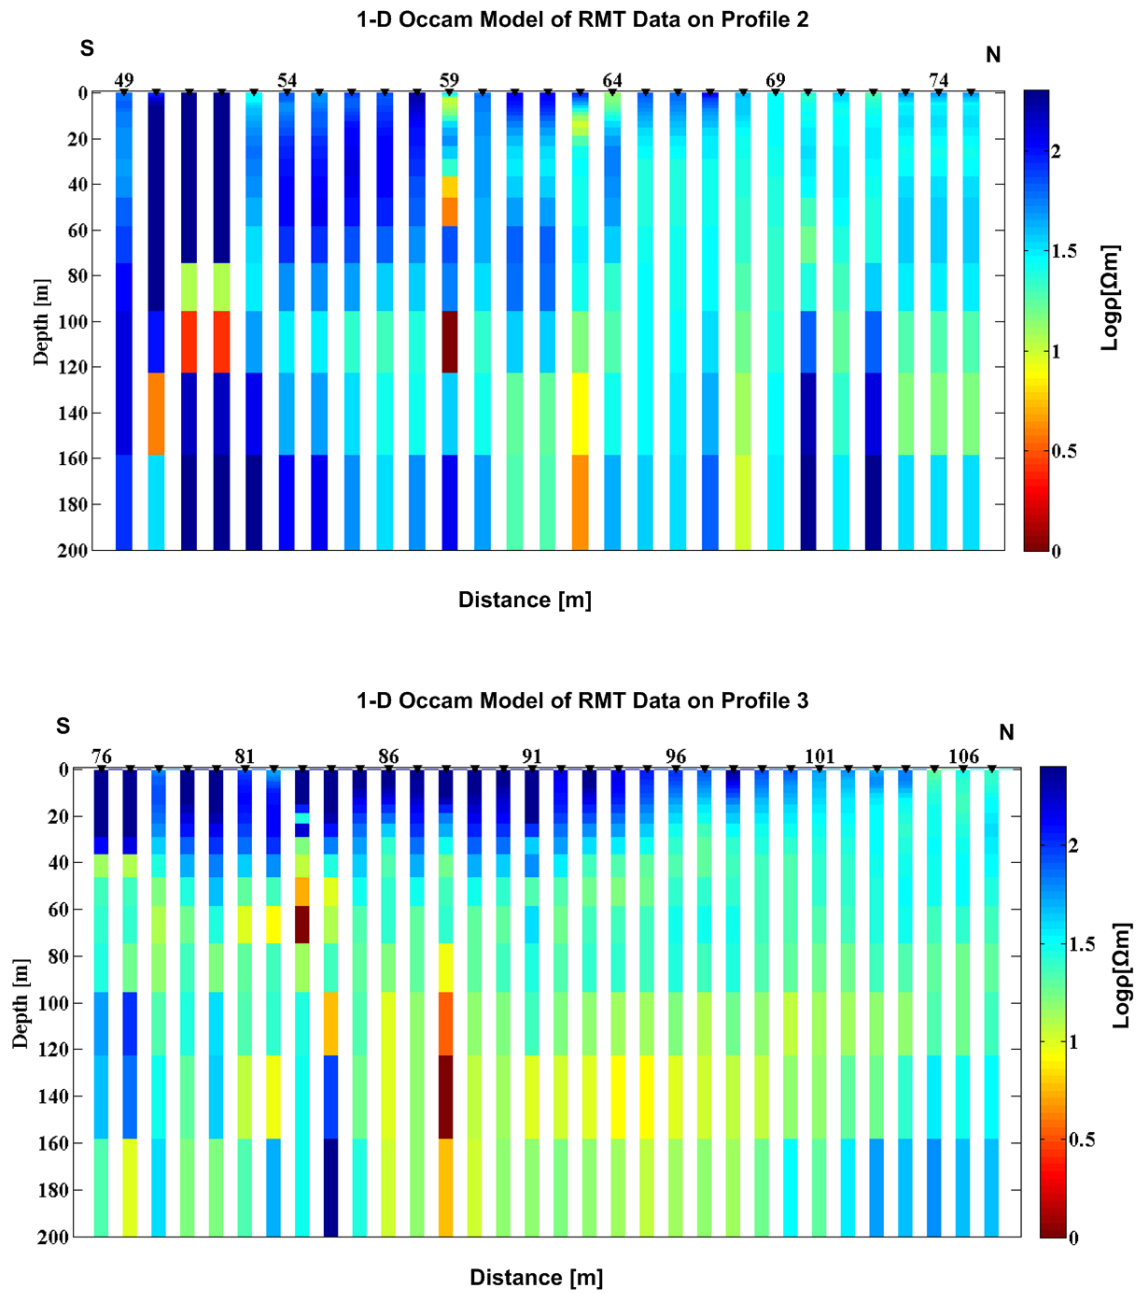 1-D Occam Model of RMT Data on Profile 2
S
N
49 54 59 64 69 74
0
20
40
60
80
100
120
140
160
180
200
Depth [m]
2
1.5
1
0.5
0
Logρ[Ωm]
Distance [m]
1-D Occam Model of RMT Data on Profile 3
S
N
76 81 86 91 96 101 106
0
20
40
60
80
100
120
140
160
180
200
Depth [m]
2
1.5
1
0.5
0
Logρ[Ωm]
Distance [m]